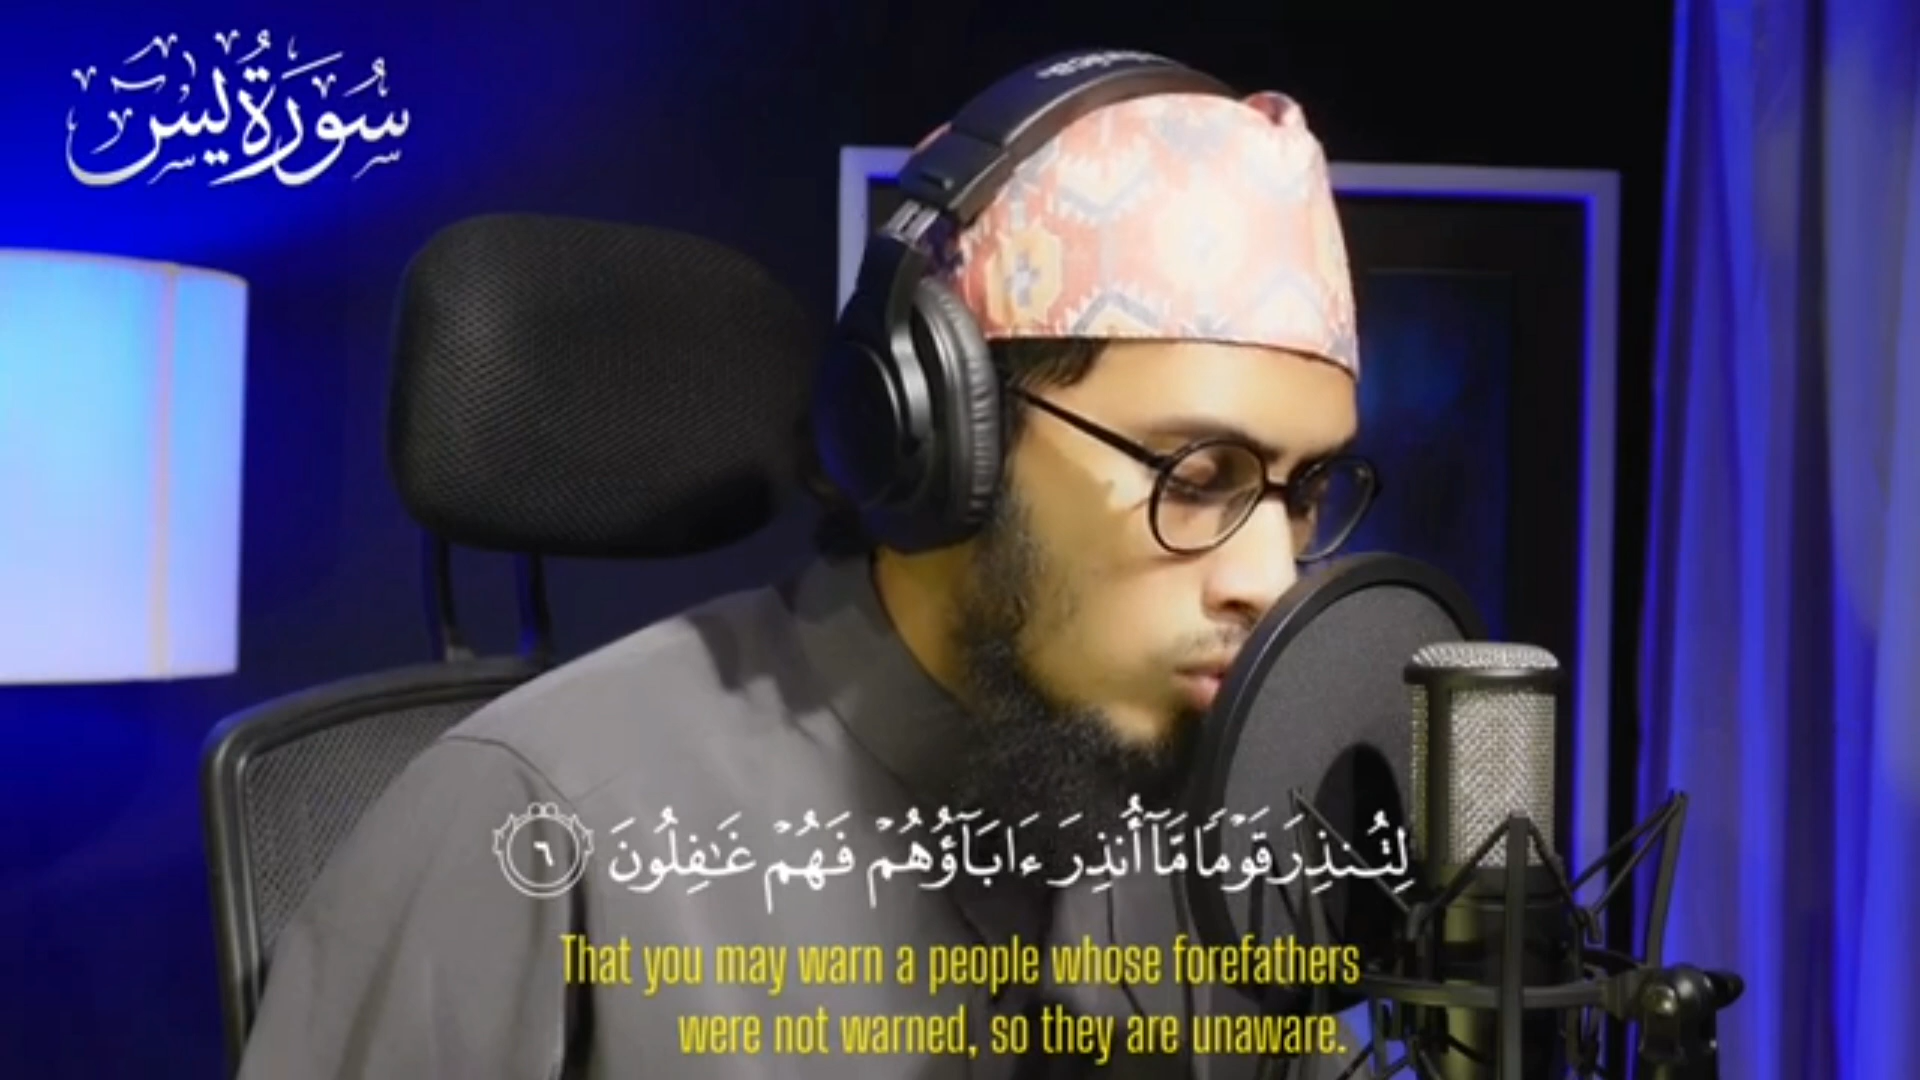 سُورَةُ يسٓ
لِتُنذِرَ قَوْمًا مَّآ أُنذِرَ ءَابَآؤُهُمْ فَهُمْ غَٰفِلُونَ ٦
That you may warn a people whose forefathers
were not warned, so they are unaware.